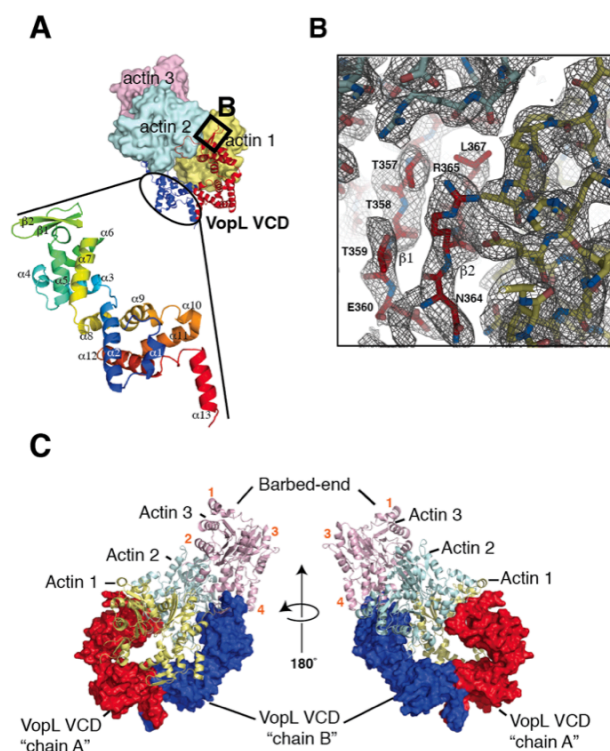 A
actin 3
actin 2
B
actin 1
VopL VCD
β2
β1
α6
α7
α4
α5
α3
α9
α10
α8
α11
α12
α2
α1
α13
B
L367
T357
R365
T358
T359
β1
β2
E360
N364
C
Barbed-end
1
1
Actin 3
Actin 3
2
3
3
Actin 2
Actin 2
Actin 1
Actin 1
4
4
180°
VopL VCD
"chain A"
VopL VCD
"chain B"
VopL VCD
"chain A"